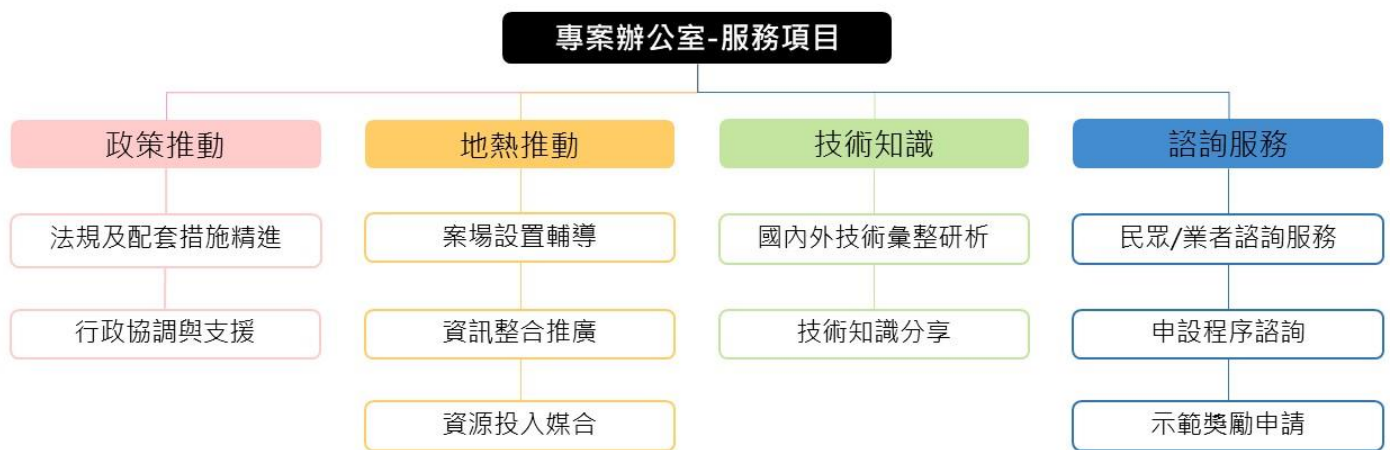 專案辦公室-服務項目
政策推動
法規及配套措施精進
行政協調與支援
地熱推動
案場設置輔導
資訊整合推廣
資源投入媒合
技術知識
國內外技術彙整研析
技術知識分享
諮詢服務
民眾/業者諮詢服務
申設程序諮詢
示範獎勵申請